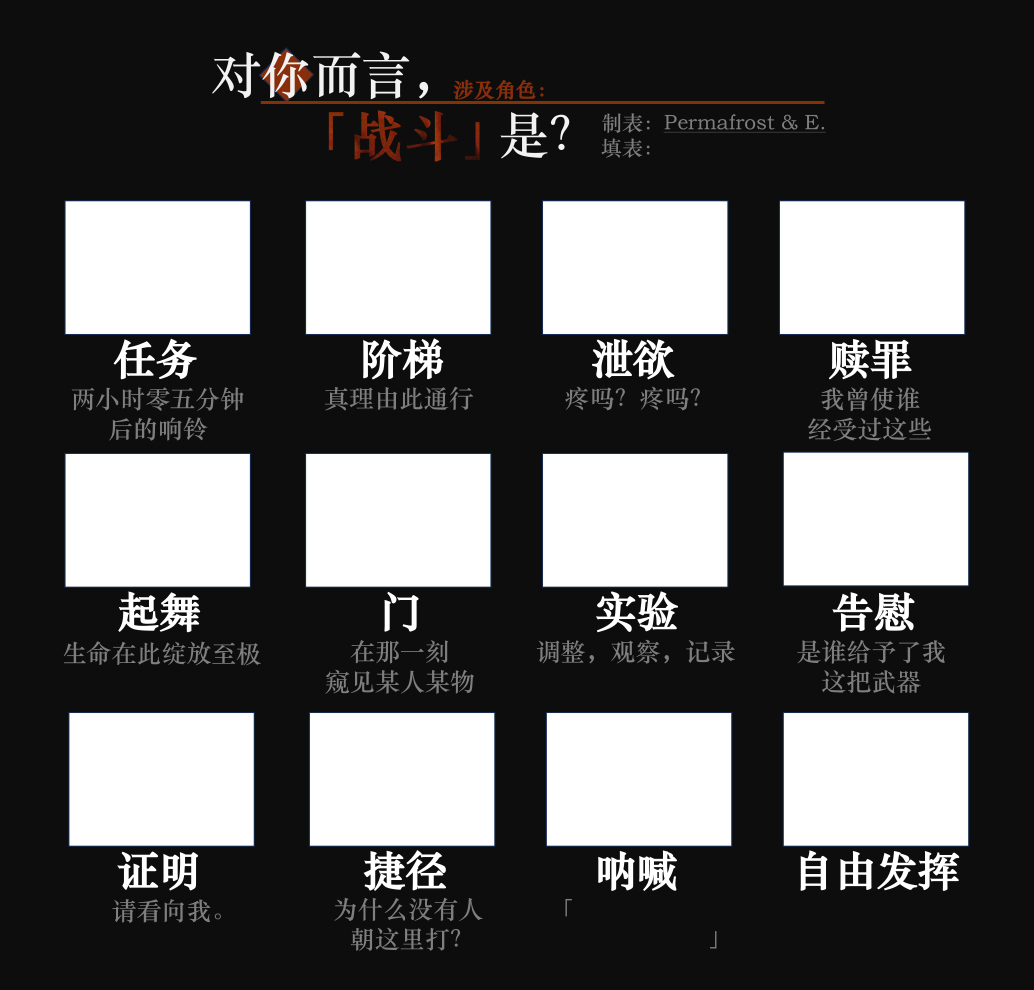 对你而言，涉及角色：
「战斗」是？
制表：Permafrost & E.
填表：
任务
两小时零五分钟
后的响铃
阶梯
真理由此通行
泄欲
疼吗？疼吗？
赎罪
我曾使谁
经受过这些
起舞
生命在此绽放至极
门
在那一刻
窥见某人某物
实验
调整，观察，记录
告慰
是谁给予了我
这把武器
证明
请看向我。
捷径
为什么没有人
朝这里打？
呐喊
「
」
自由发挥